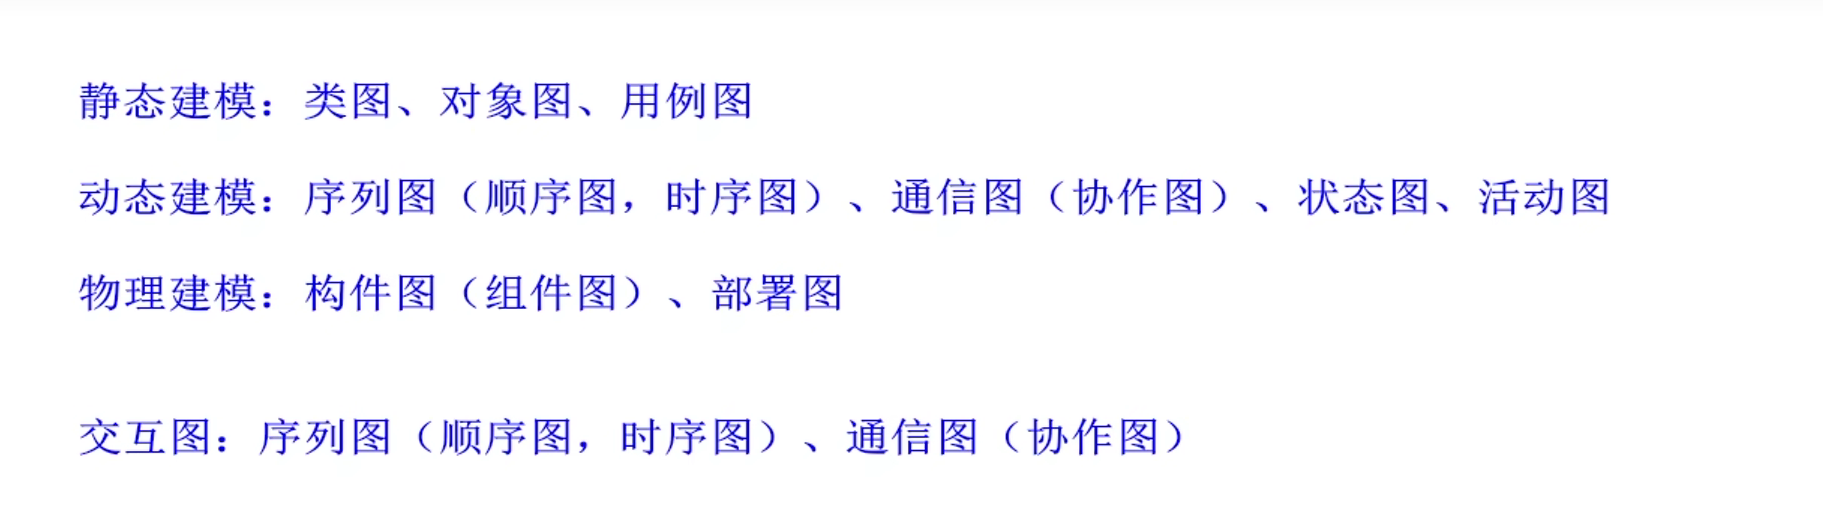 静态建模：类图、对象图、用例图
动态建模：序列图（顺序图，时序图）、通信图（协作图）、状态图、活动图
物理建模：构件图（组件图）、部署图
交互图：序列图（顺序图，时序图）、通信图（协作图）